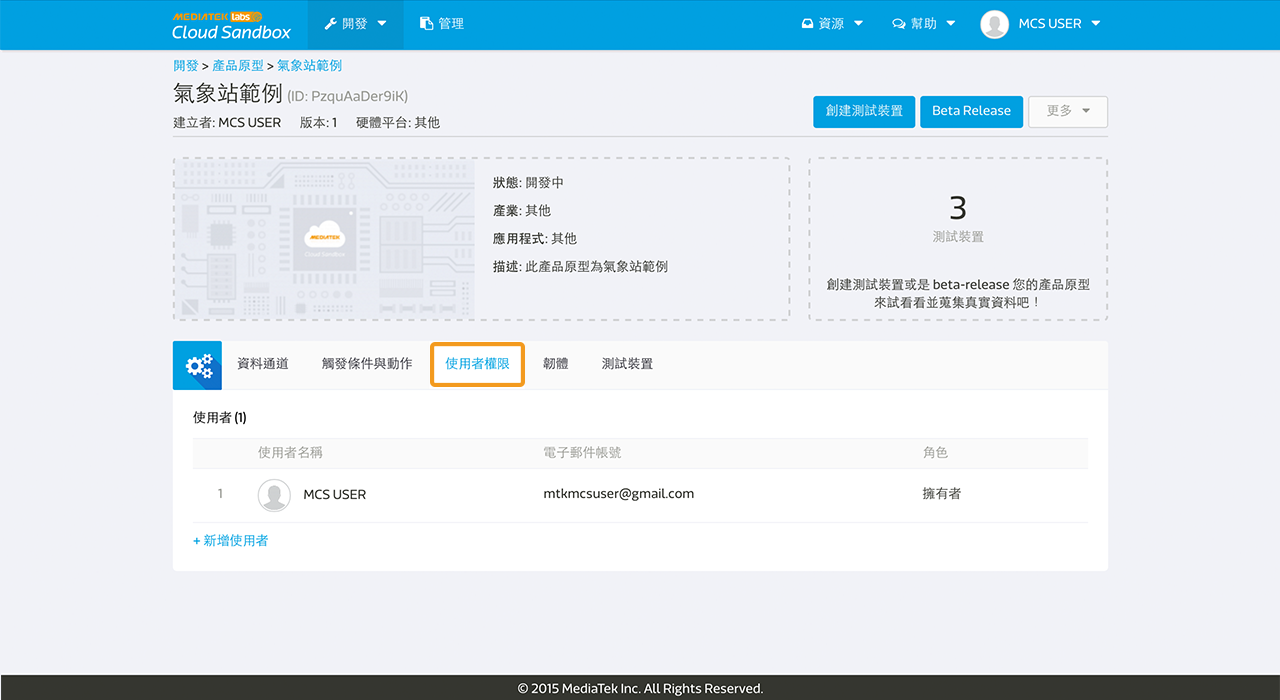 MEDIATEK labs
Cloud Sandbox
開發
管理
資源
幫助
MCS USER
開發 > 產品原型 > 氣象站範例
氣象站範例 (ID: PzquAaDer9iK)
建立者: MCS USER 版本: 1 硬體平台: 其他
創建測試裝置
Beta Release
更多
MEDIATEK
Cloud Sandbox
狀態: 開發中
產業: 其他
應用程式: 其他
描述: 此產品原型為氣象站範例
3
測試裝置
創建測試裝置或是 beta-release 您的產品原型
來試看看並蒐集真實資料吧！
資料通道
觸發條件與動作
使用者權限
韌體
測試裝置
使用者 (1)
使用者名稱 電子郵件帳號 角色
1 MCS USER mtkmcsuser@gmail.com 擁有者
+ 新增使用者
© 2015 MediaTek Inc. All Rights Reserved.